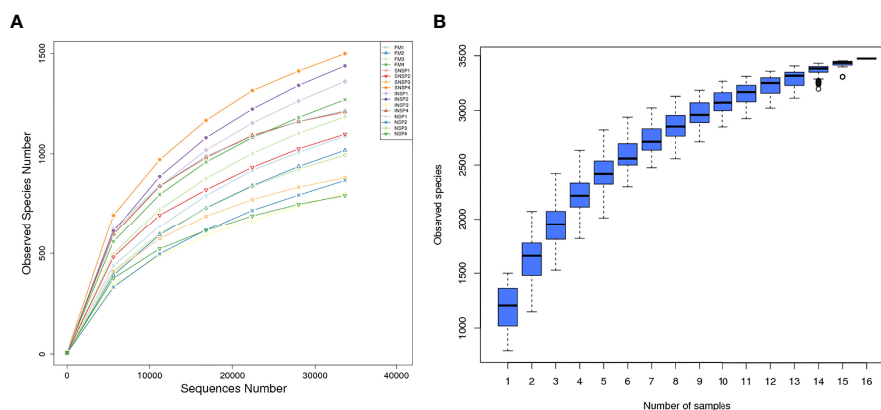 A
Observed Species Number
1500
1000
500
0
0 10000 20000 30000 40000
Sequences Number
FM1
FM2
FM3
FM4
SNSP1
SNSP2
SNSP3
SNSP4
INSP1
INSP2
INSP3
INSP4
NSP1
NSP2
NSP3
NSP4
B
Observed species
3500
3000
2500
2000
1500
1000
1 2 3 4 5 6 7 8 9 10 11 12 13 14 15 16
Number of samples